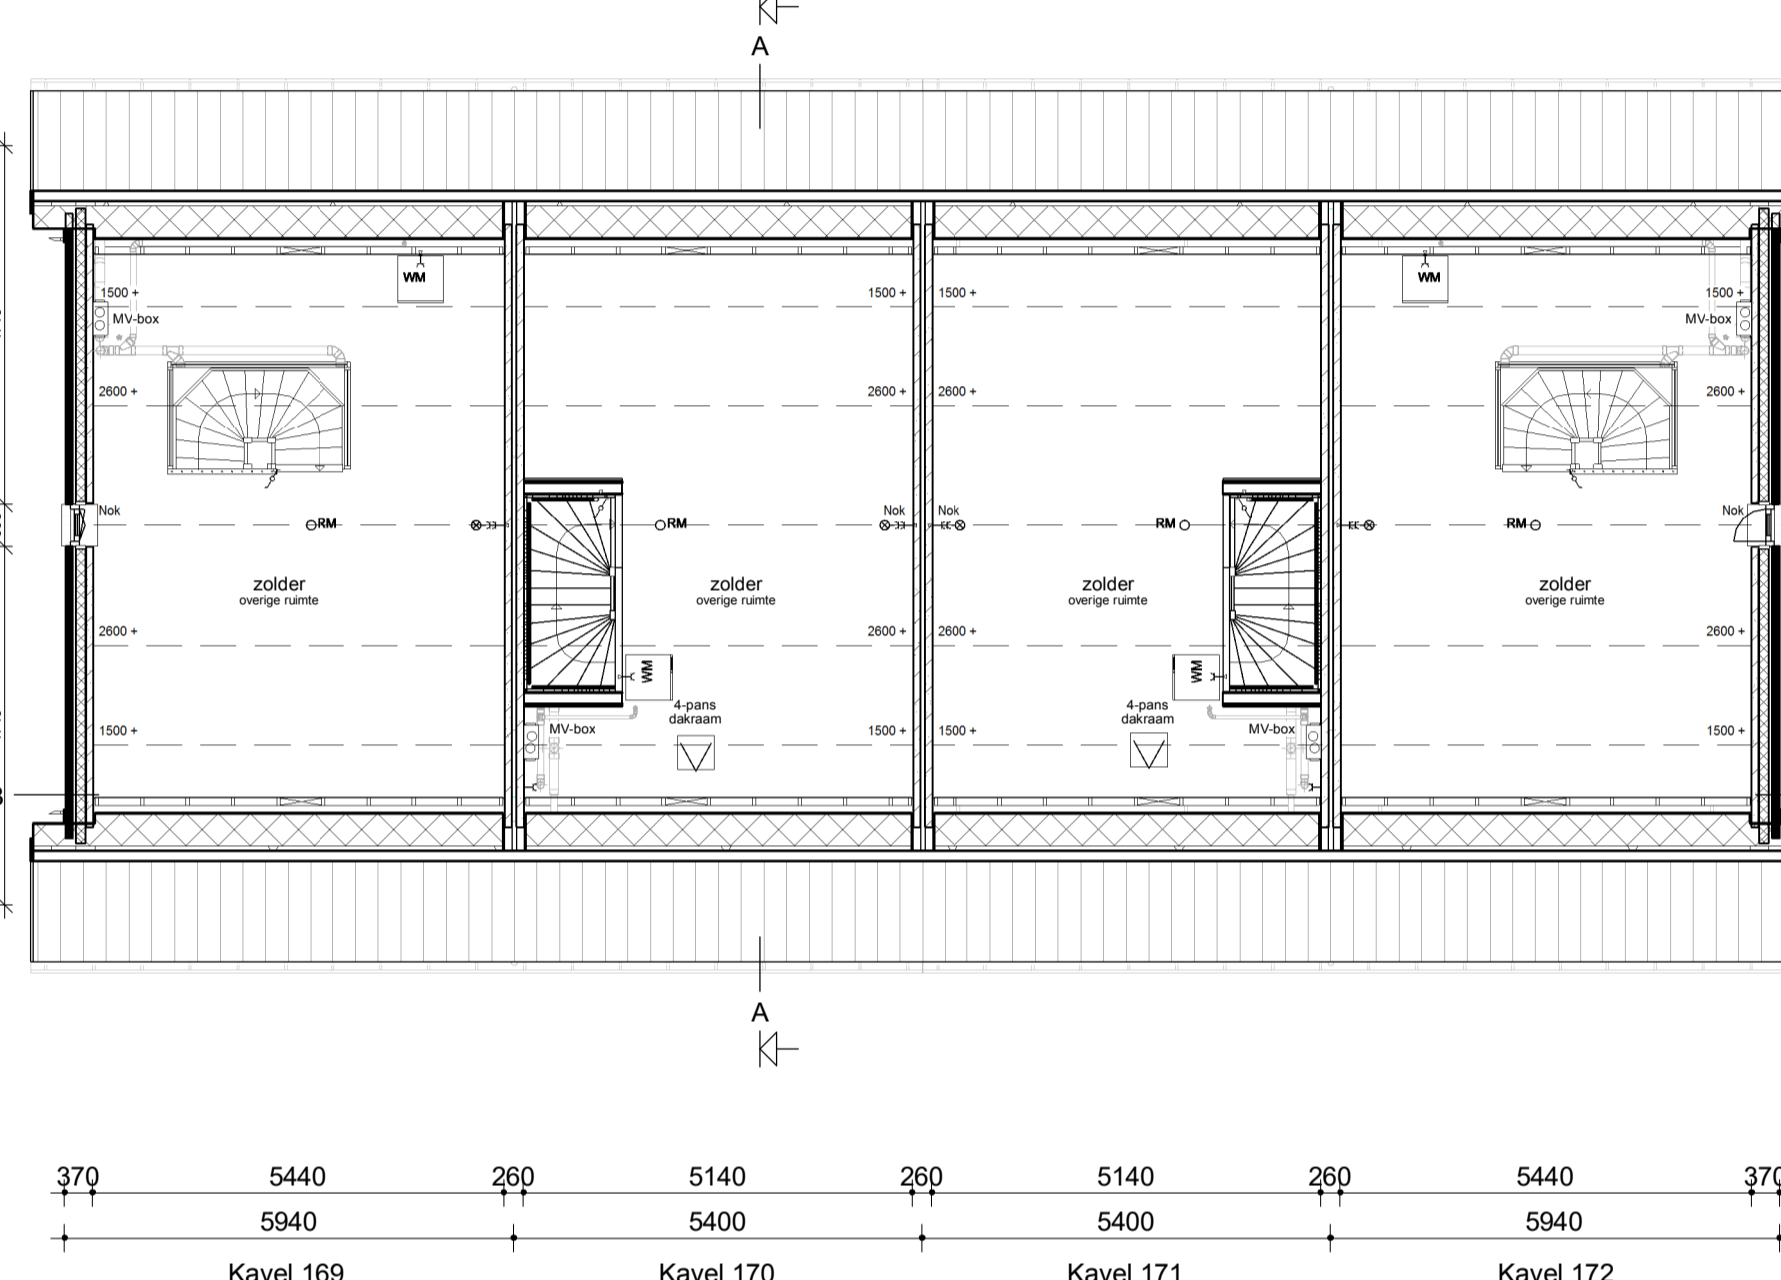 A
WM
WM
1500 +
1500 +
1500 +
1500 +
MV-box
MV-box
2600 +
2600 +
2600 +
2600 +
Nok
RM
RM
Nok
Nok
RM
RM
Nok
zolder
overige ruimte
zolder
overige ruimte
zolder
overige ruimte
zolder
overige ruimte
2600 +
2600 +
2600 +
2600 +
WM
WM
4-pans
dakraam
4-pans
dakraam
1500 +
MV-box
1500 +
1500 +
MV-box
1500 +
A
370 5440 260 5140 260 5140 260 5440 370
5940 5400 5400 5940
Kavel 169 Kavel 170 Kavel 171 Kavel 172